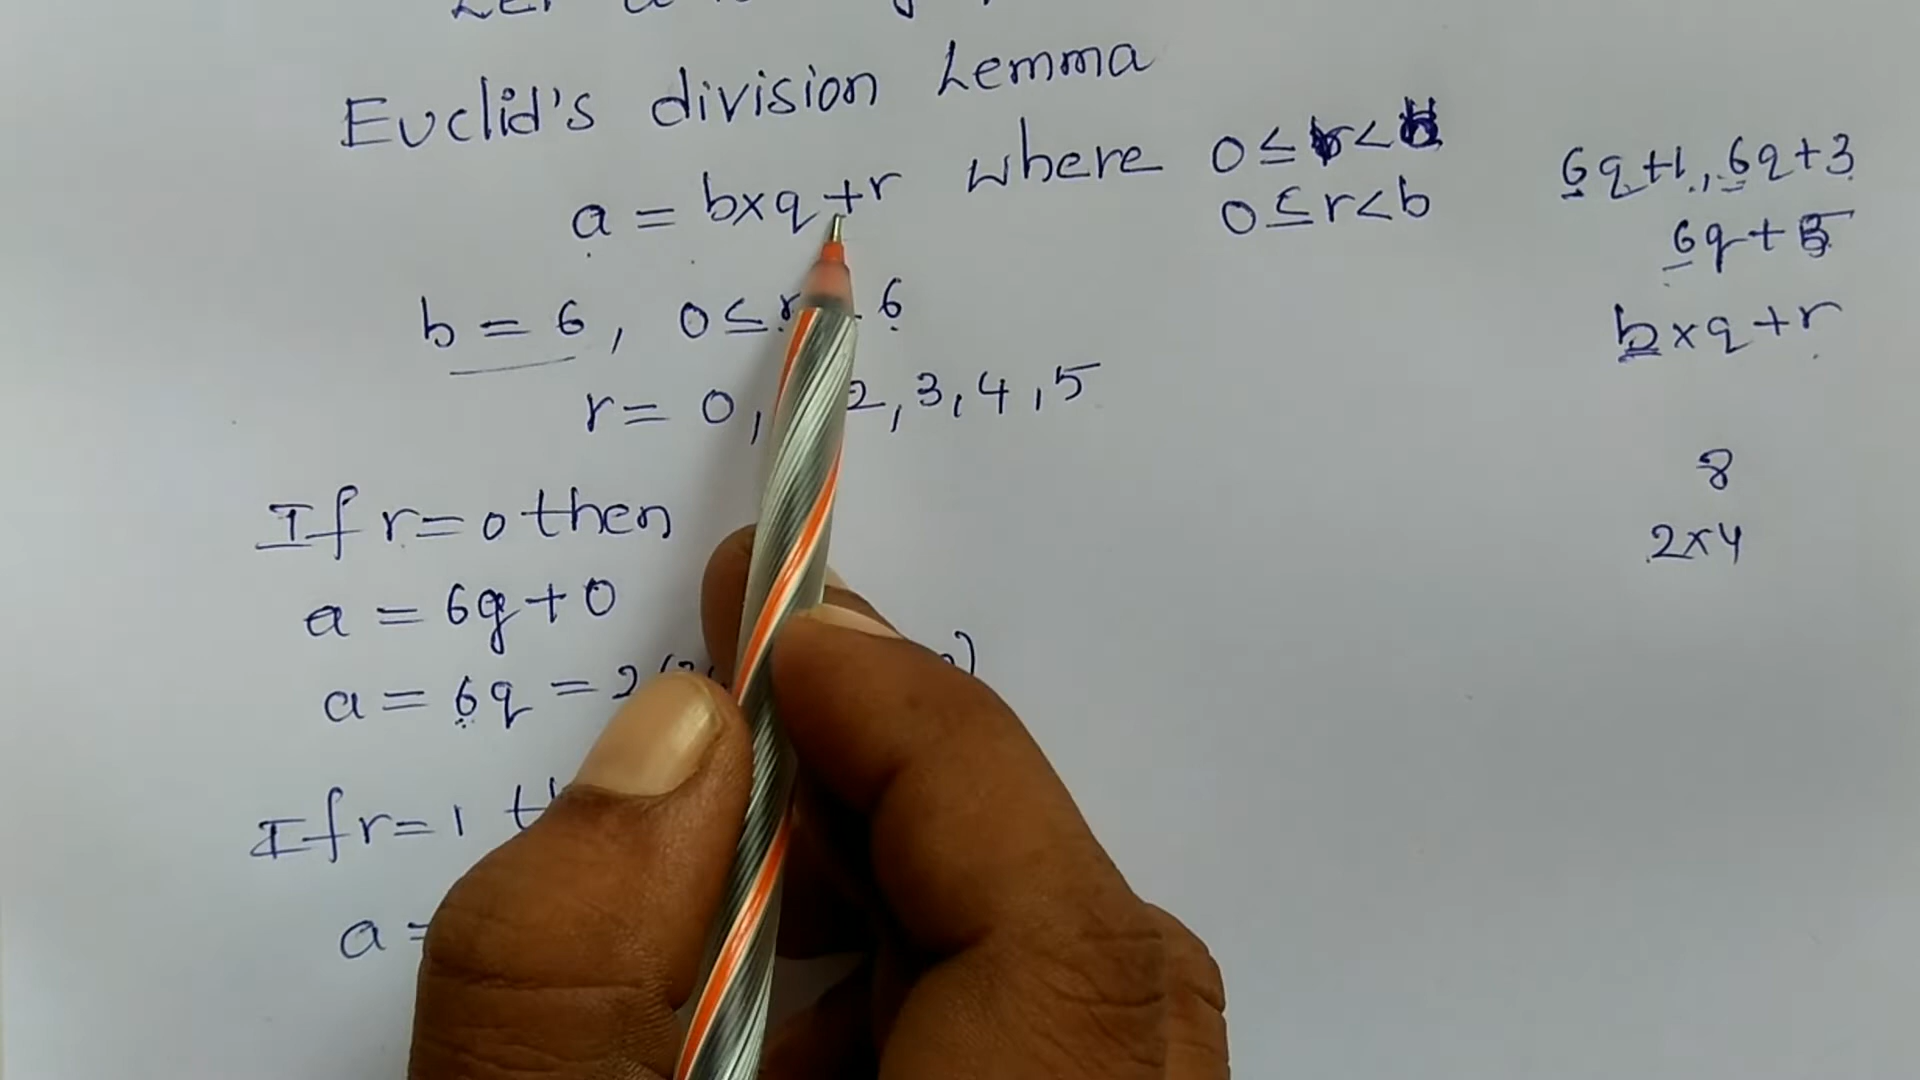 Euclid's division Lemma
a = b×q+r where 0≤r<b
0≤r<b
b = 6, 0≤r 6
r = 0, 2, 3, 4, 5
If r=0 then
a = 6q+0
a = 6q = 2
If r=1
a =
6q+1, 6q+3
6q+5
b×q+r
8
2×4